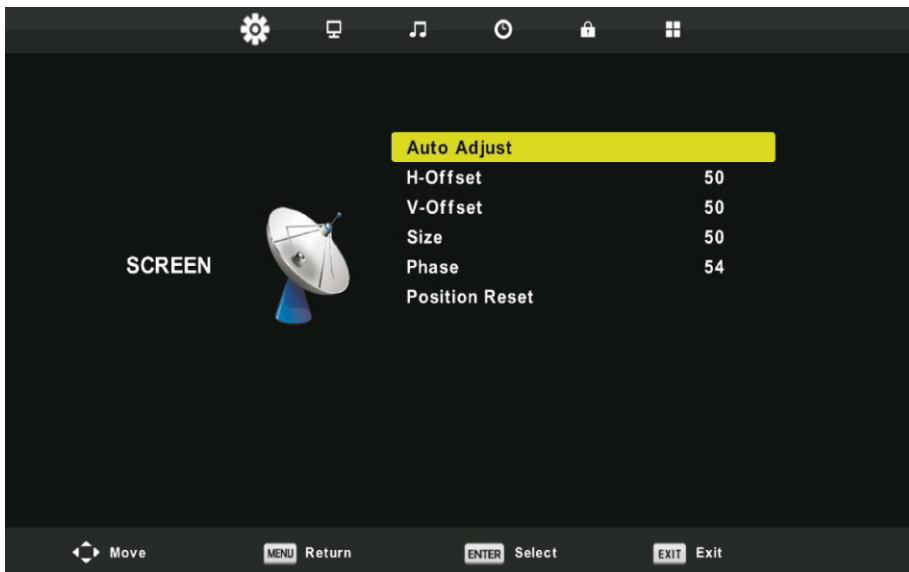 Auto Adjust
H-Offset 50
V-Offset 50
Size 50
SCREEN
Phase 54
Position Reset
Move MENU Return ENTER Select EXIT Exit